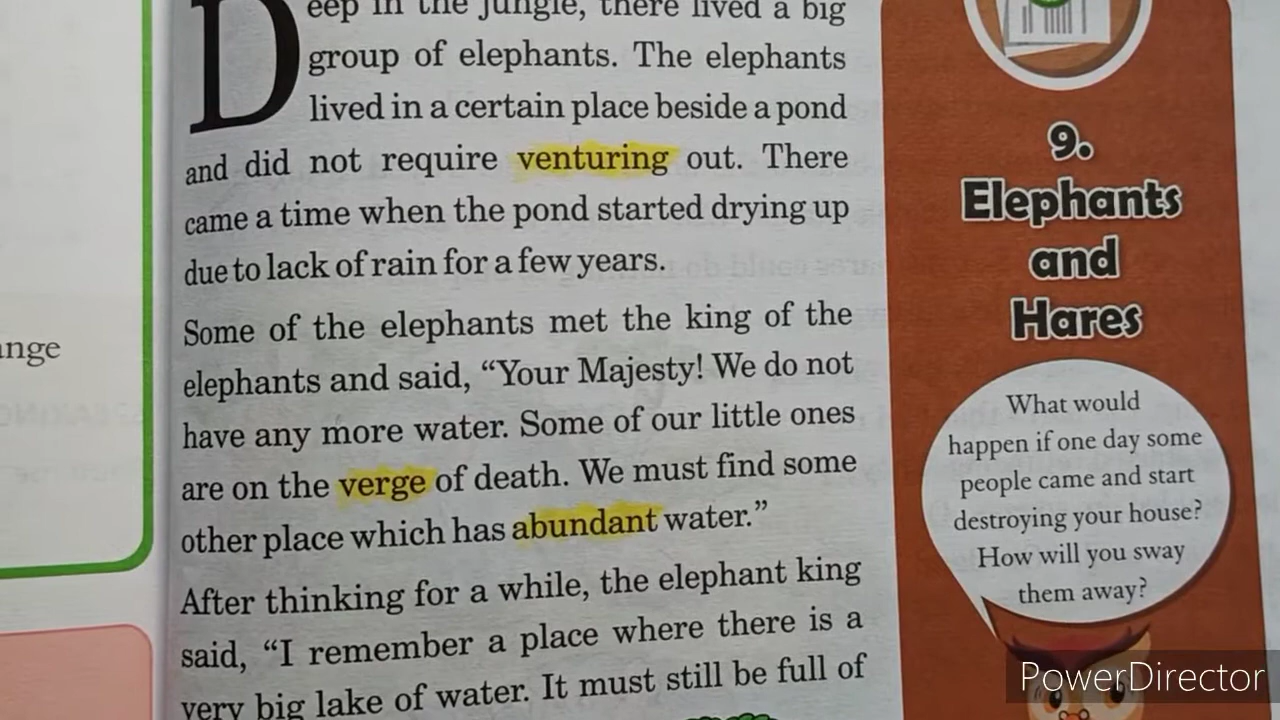 Deep in the jungle, there lived a big
group of elephants. The elephants
lived in a certain place beside a pond
and did not require venturing out. There
came a time when the pond started drying up
due to lack of rain for a few years.
Some of the elephants met the king of the
elephants and said, “Your Majesty! We do not
have any more water. Some of our little ones
are on the verge of death. We must find some
other place which has abundant water.”
After thinking for a while, the elephant king
said, “I remember a place where there is a
very big lake of water. It must still be full of
9.
Elephants
and
Hares
What would
happen if one day some
people came and start
destroying your house?
How will you sway
them away?
PowerDirector